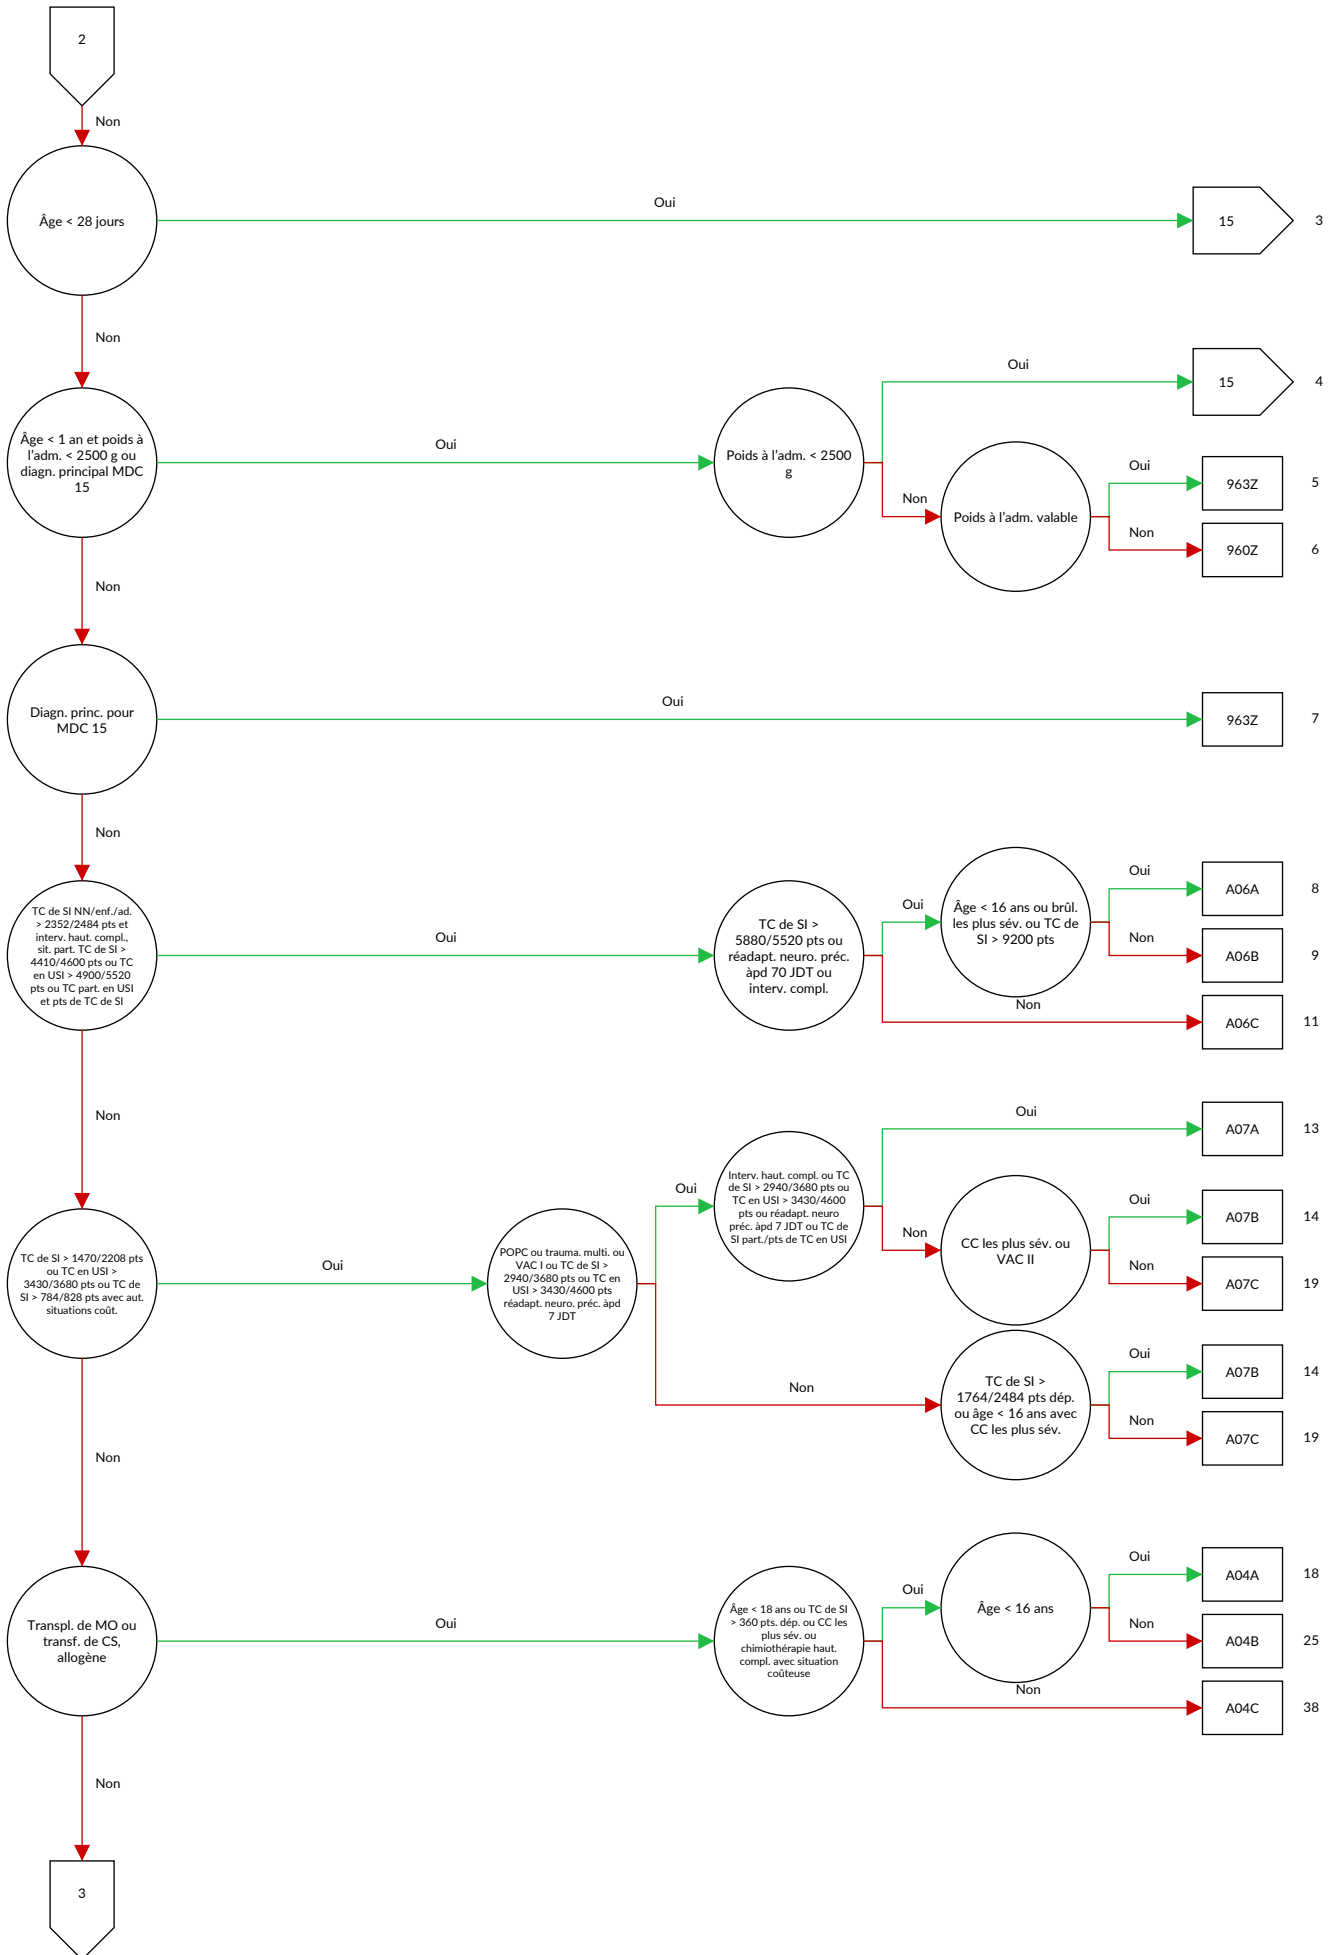 2
Non
Âge < 28 jours
Oui
15
3
Non
Âge < 1 an et poids à
l'adm. < 2500 g ou
diagn. principal MDC
15
Oui
Poids à l'adm. < 2500
g
Oui
15
4
Non
Poids à l'adm. valable
Oui
963Z
5
Non
960Z
6
Non
Diagn. princ. pour
MDC 15
Oui
963Z
7
Non
TC de SI NN/enf./ad.
> 2352/2484 pts et
interv. haut. compl.,
sit. part. TC de SI >
4410/4600 pts ou TC
en USI > 4900/5520
pts ou TC part. en USI
et pts de TC de SI
Oui
TC de SI >
5880/5520 pts ou
réadapt. neuro. préc.
àpd 70 JDT ou
interv. compl.
Oui
Âge < 16 ans ou brûl.
les plus sév. ou TC de
SI > 9200 pts
Oui
A06A
8
Non
A06B
9
Non
A06C
11
Non
TC de SI > 1470/2208 pts
ou TC en USI >
3430/3680 pts ou TC de
SI > 784/828 pts avec aut.
situations coût.
Oui
POPC ou trauma. multi. ou
VAC I ou TC de SI >
2940/3680 pts ou TC en
USI > 3430/4600 pts
réadapt. neuro. préc. àpd
7 JDT
Oui
Interv. haut. compl. ou TC
de SI > 2940/3680 pts ou
TC en USI > 3430/4600
pts ou réadapt. neuro
préc. àpd 7 JDT ou TC de
SI part./pts de TC en USI
Oui
A07A
13
Non
CC les plus sév. ou
VAC II
Oui
A07B
14
Non
A07C
19
Non
TC de SI >
1764/2484 pts dép.
ou âge < 16 ans avec
CC les plus sév.
Oui
A07B
14
Non
A07C
19
Non
Transpl. de MO ou
transf. de CS,
allogène
Oui
Âge < 18 ans ou TC de SI
> 360 pts. dép. ou CC les
plus sév. ou
chimiothérapie haut.
compl. avec situation
coûteuse
Oui
Âge < 16 ans
Oui
A04A
18
Non
A04B
25
Non
A04C
38
Non
3